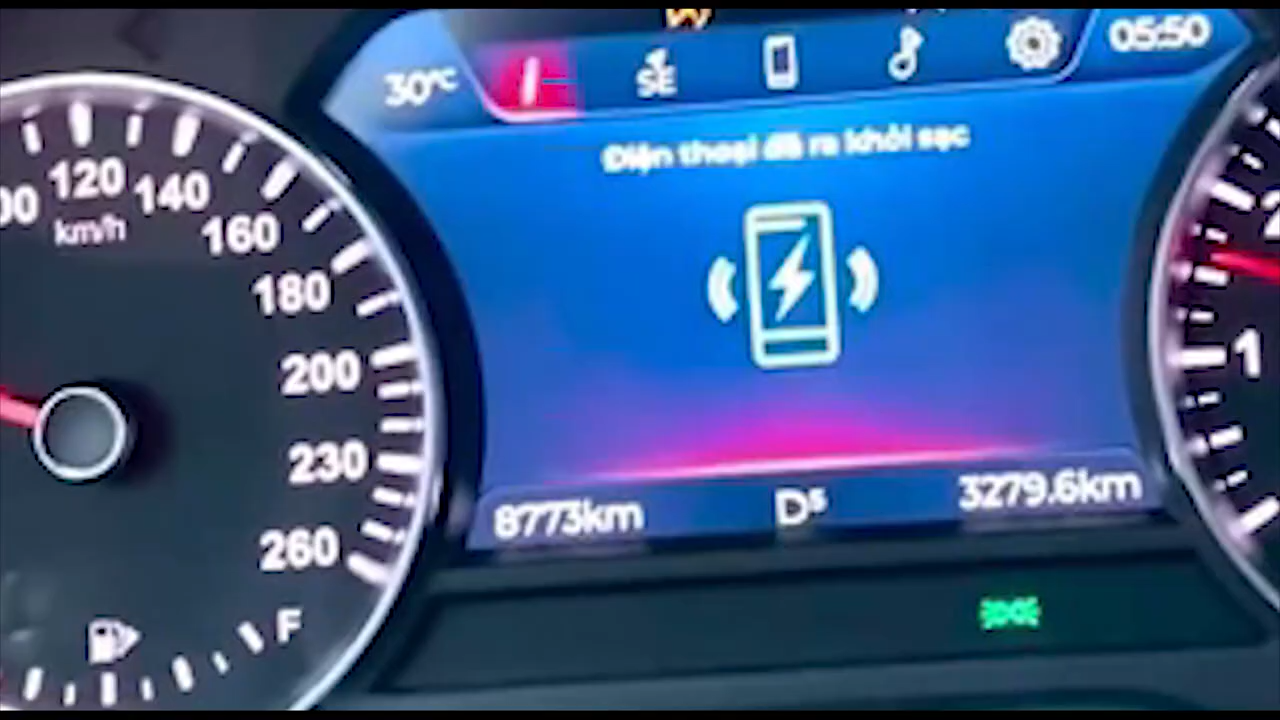 30°C
SE
05:50
Điện thoại đã ra khỏi sạc
120
140
km/h
160
180
200
230
260
F
1
8773km
D5
3279.6km